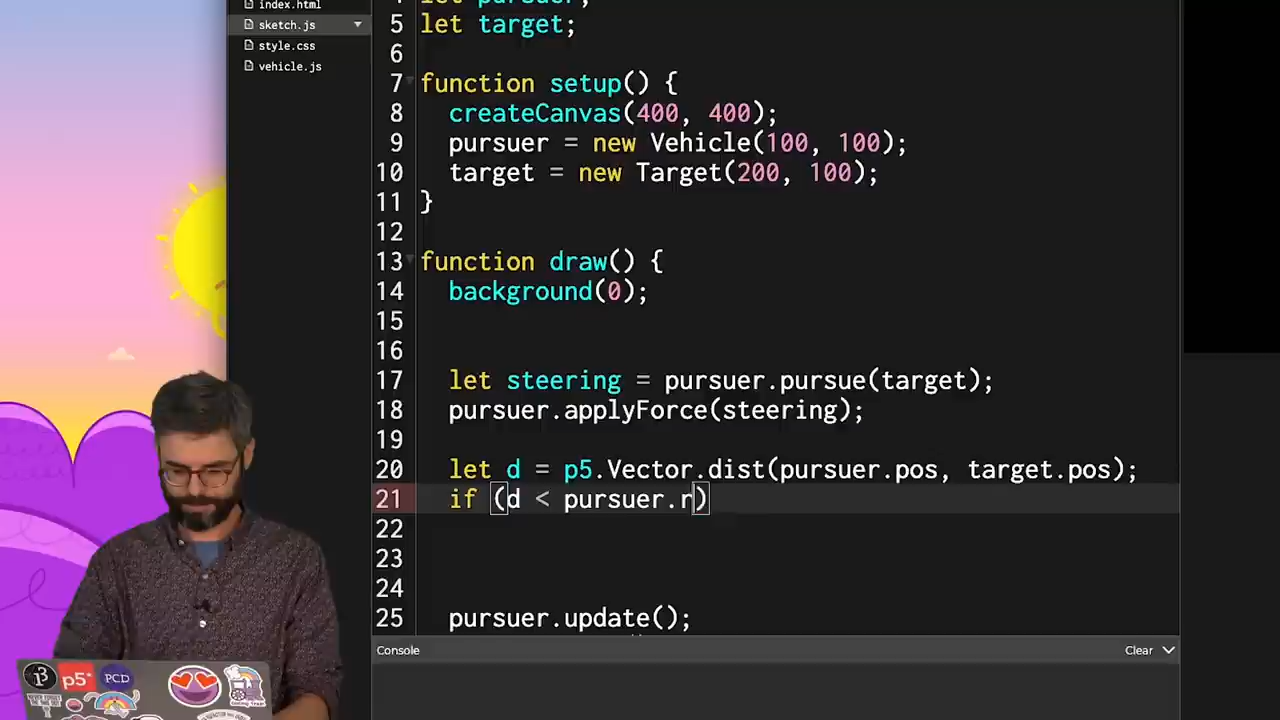 index.html
sketch.js
style.css
vehicle.js
5 let target;
6
7 function setup() {
8 createCanvas(400, 400);
9 pursuer = new Vehicle(100, 100);
10 target = new Target(200, 100);
11 }
12
13 function draw() {
14 background(0);
15
16
17 let steering = pursuer.pursue(target);
18 pursuer.applyForce(steering);
19
20 let d = p5.Vector.dist(pursuer.pos, target.pos);
21 if (d < pursuer.r)
22
23
24
25 pursuer.update();
Console
Clear
p5*
PCD